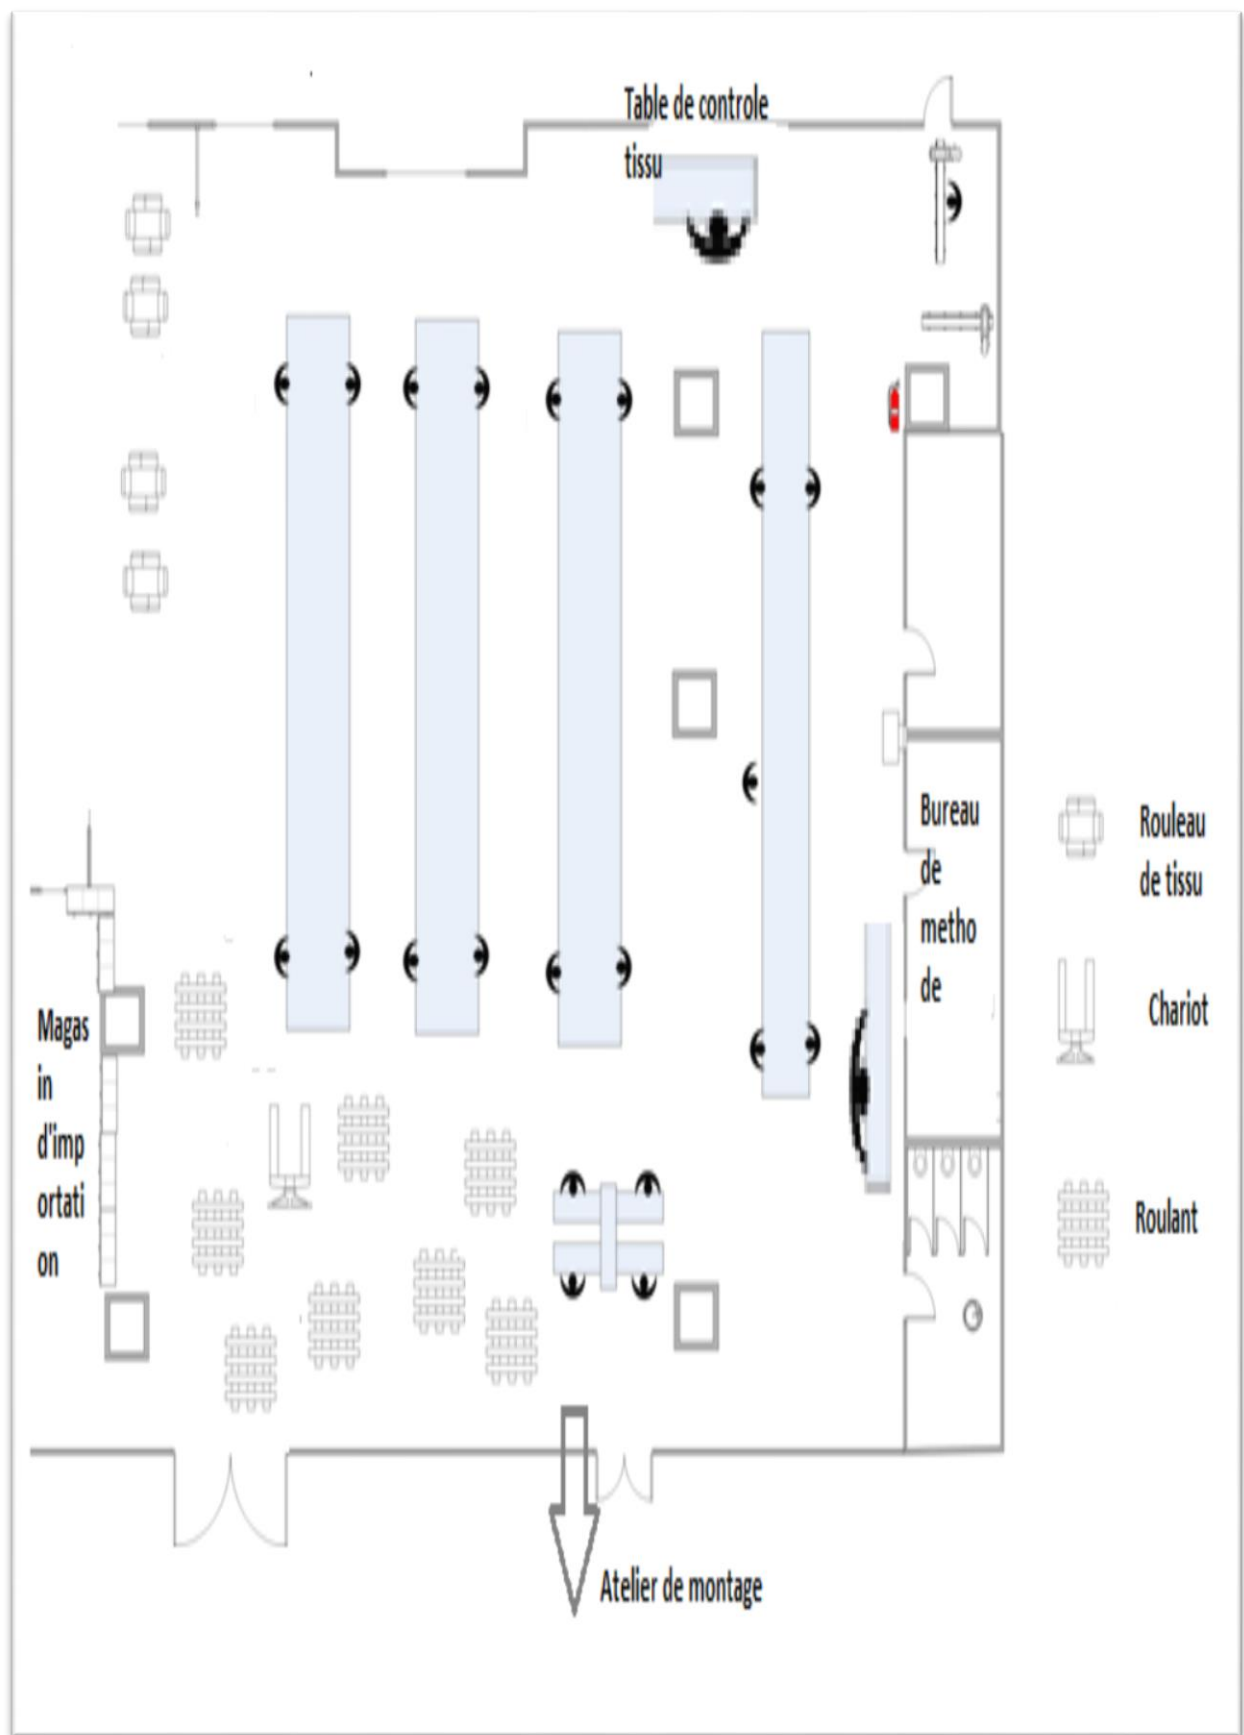 Table de controle
tissu
Bureau
de
metho
de
Rouleau
de tissu
Chariot
Roulant
Magas
in
d'imp
ortati
on
Atelier de montage